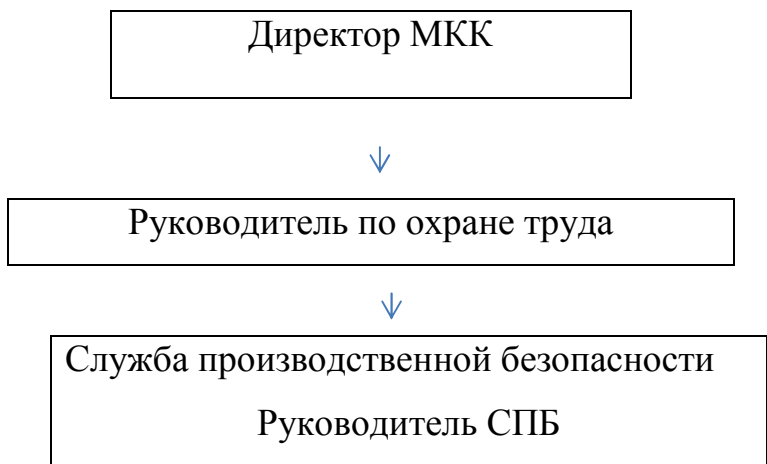 Директор МКК
Руководитель по охране труда
Служба производственной безопасности
Руководитель СПБ